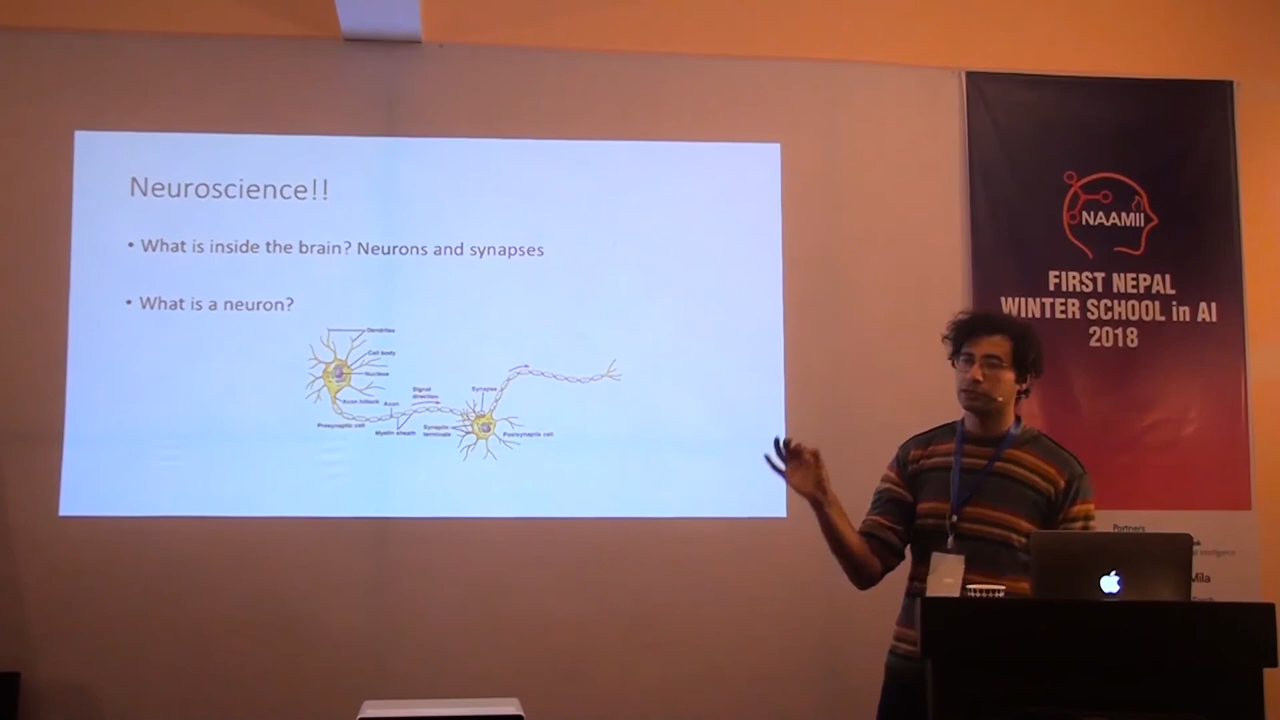 Neuroscience!!
• What is inside the brain? Neurons and synapses
• What is a neuron?
Dendrites
Cell body
Nucleus
Axon hillock
Axon
Signal
direction
Synapse
Presynaptic cell
Myelin sheath
Synaptic
terminals
Postsynaptic cell
NAAMII
FIRST NEPAL
WINTER SCHOOL in AI
2018
Partners
Intelligence
Mila